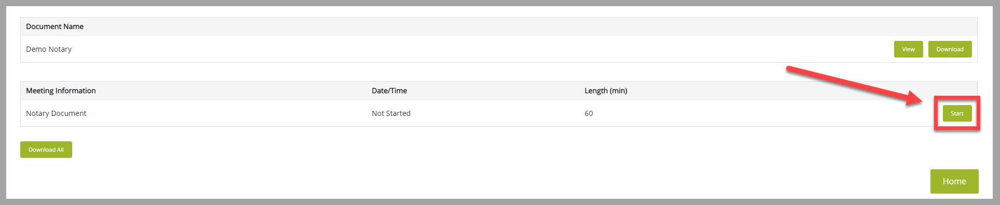 Document Name
Demo Notary View Download
Meeting Information Date/Time Length (min)
Notary Document Not Started 60 Start
Download All
Home